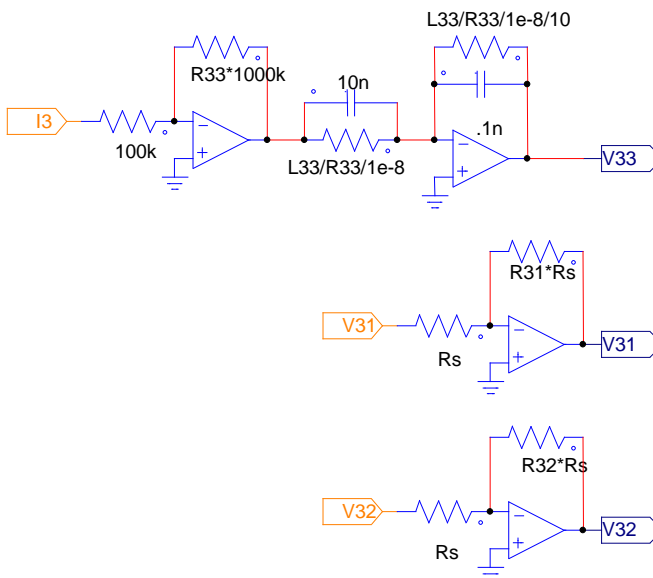 L33/R33/1e-8/10
R33*1000k
10n
I3
100k
.1n
L33/R33/1e-8
V33
R31*Rs
V31
V31
Rs
R32*Rs
V32
V32
Rs